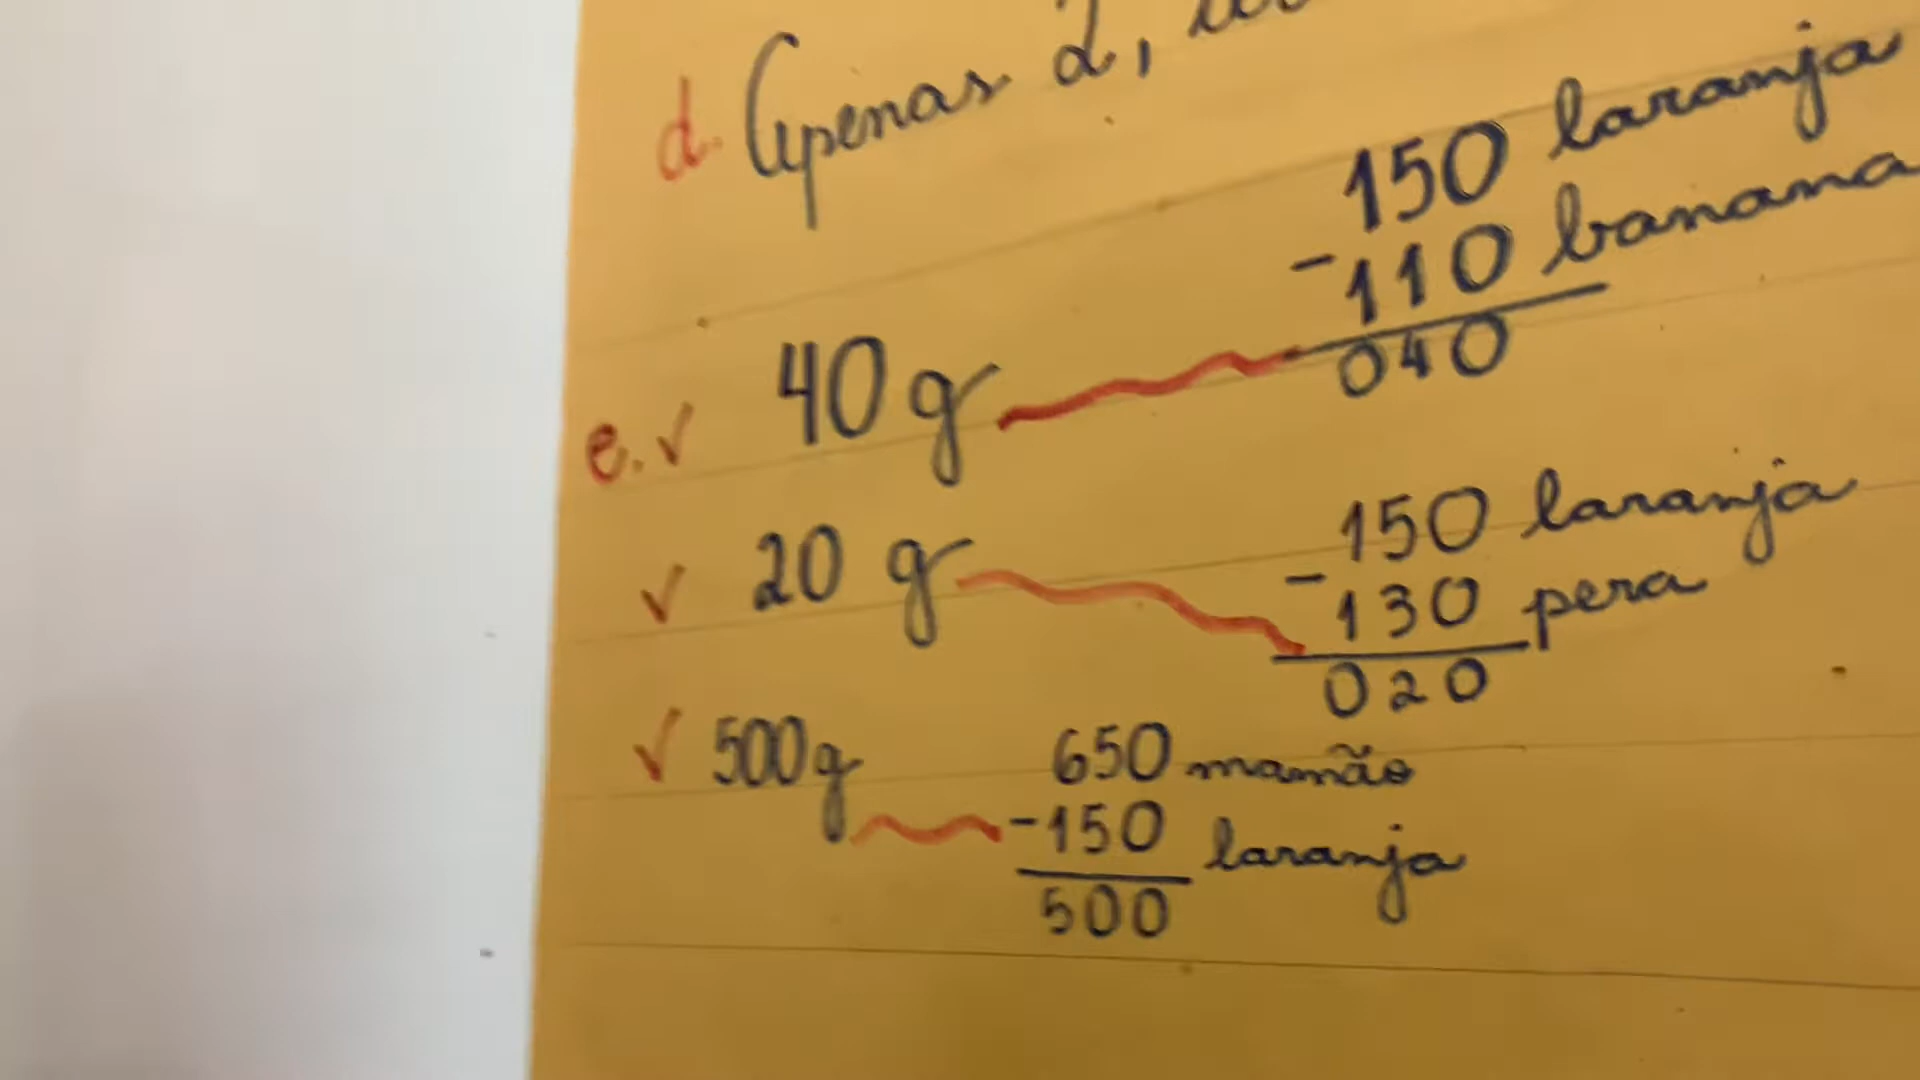 d. Apenas 2,
150 laranja
- 110 banana
040
e. ✓ 40 g
150 laranja
- 130 pera
020
✓ 20 g
✓ 500g
650 mamão
- 150 laranja
500